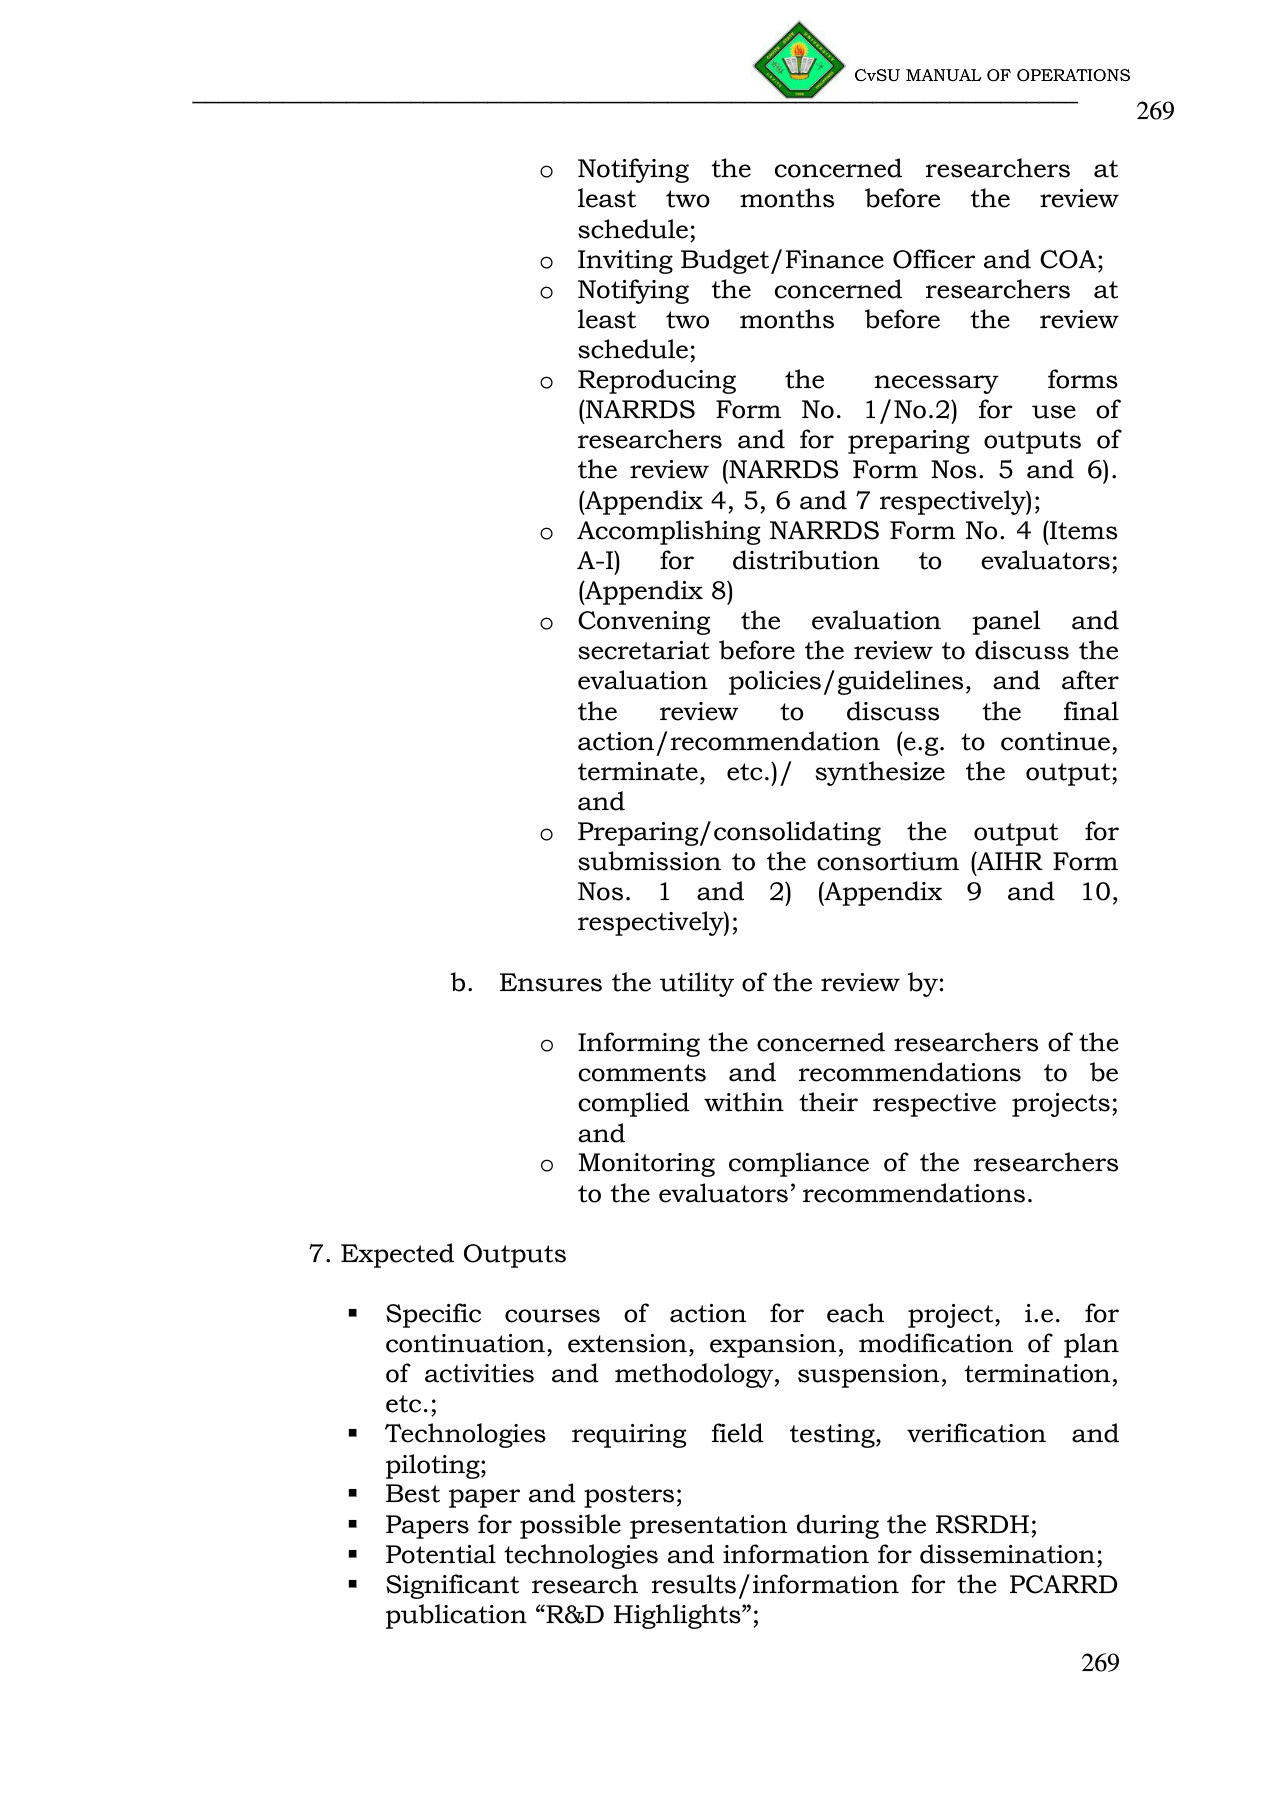 CvSU MANUAL OF OPERATIONS
269
o Notifying the concerned researchers at
least two months before the review
schedule;
o Inviting Budget/Finance Officer and COA;
o Notifying the concerned researchers at
least two months before the review
schedule;
o Reproducing the necessary forms
(NARRDS Form No. 1/No.2) for use of
researchers and for preparing outputs of
the review (NARRDS Form Nos. 5 and 6).
(Appendix 4, 5, 6 and 7 respectively);
o Accomplishing NARRDS Form No. 4 (Items
A-I) for distribution to evaluators;
(Appendix 8)
o Convening the evaluation panel and
secretariat before the review to discuss the
evaluation policies/guidelines, and after
the review to discuss the final
action/recommendation (e.g. to continue,
terminate, etc.)/ synthesize the output;
and
o Preparing/consolidating the output for
submission to the consortium (AIHR Form
Nos. 1 and 2) (Appendix 9 and 10,
respectively);
b. Ensures the utility of the review by:
o Informing the concerned researchers of the
comments and recommendations to be
complied within their respective projects;
and
o Monitoring compliance of the researchers
to the evaluators’ recommendations.
7. Expected Outputs
▪ Specific courses of action for each project, i.e. for
continuation, extension, expansion, modification of plan
of activities and methodology, suspension, termination,
etc.;
▪ Technologies requiring field testing, verification and
piloting;
▪ Best paper and posters;
▪ Papers for possible presentation during the RSRDH;
▪ Potential technologies and information for dissemination;
▪ Significant research results/information for the PCARRD
publication “R&D Highlights”;
269